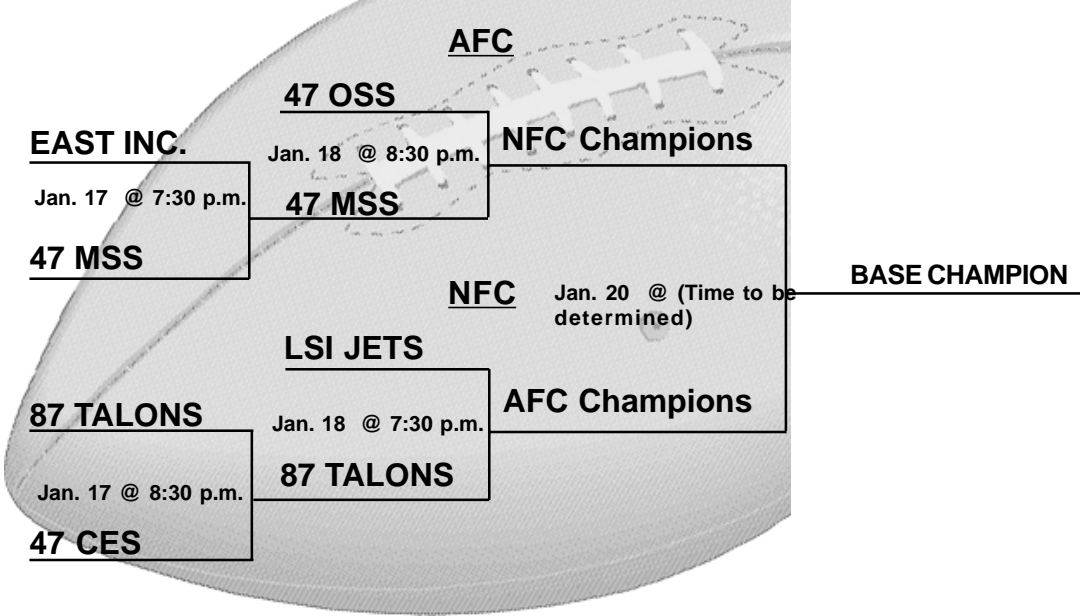 AFC
47 OSS
EAST INC.
Jan. 18 @ 8:30 p.m.
NFC Champions
Jan. 17 @ 7:30 p.m.
47 MSS
47 MSS
BASE CHAMPION
NFC
Jan. 20 @ (Time to be
determined)
LSI JETS
87 TALONS
Jan. 18 @ 7:30 p.m.
AFC Champions
87 TALONS
Jan. 17 @ 8:30 p.m.
47 CES